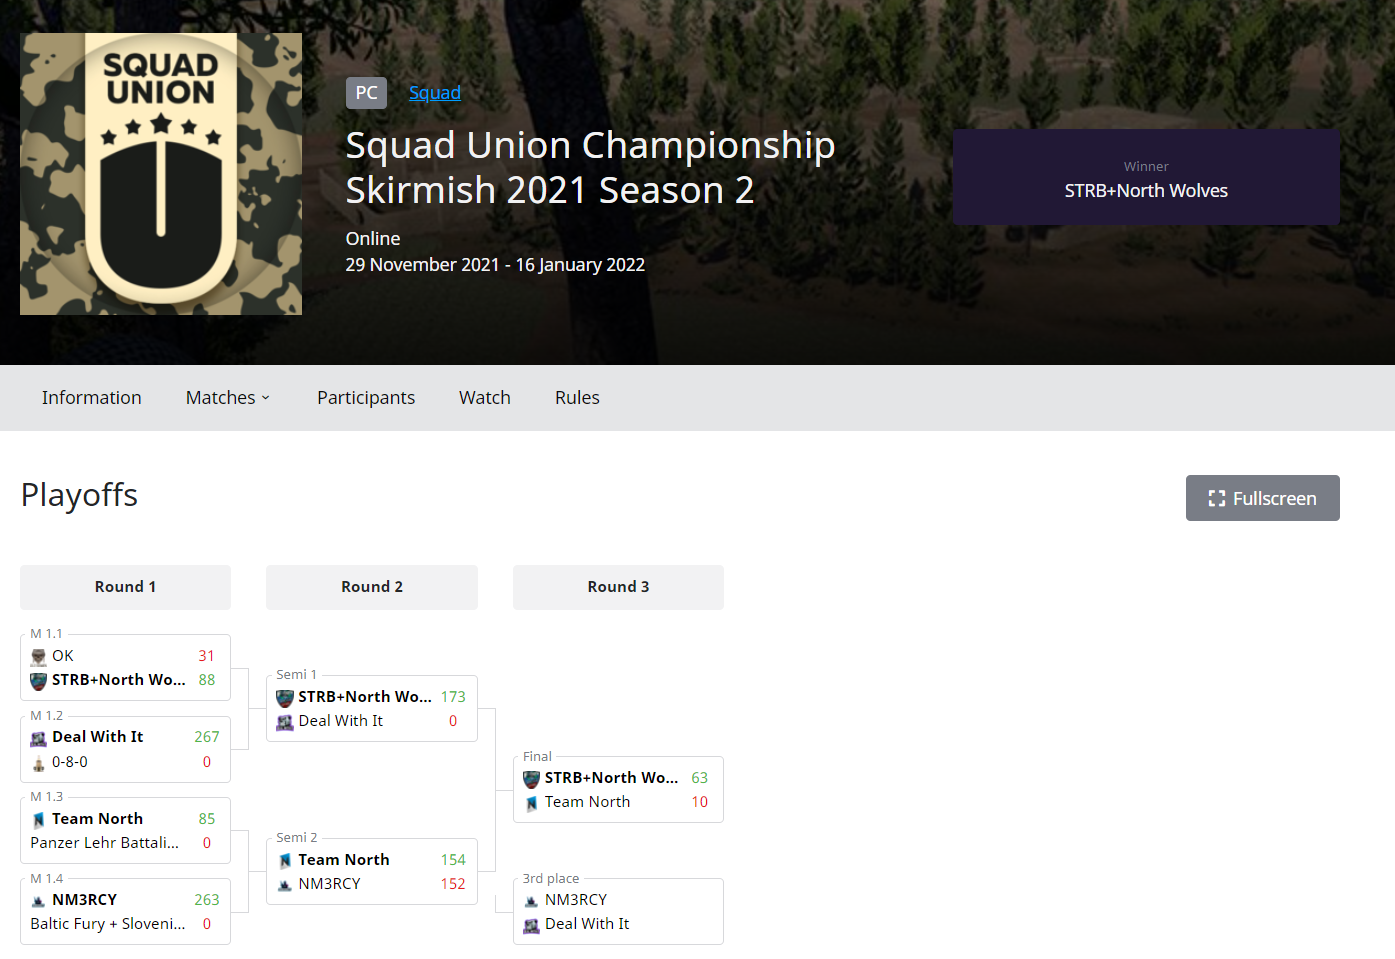 SQUAD
UNION
PC
Squad
Squad Union Championship
Skirmish 2021 Season 2
Online
29 November 2021 - 16 January 2022
Winner
STRB+North Wolves
Information
Matches
Participants
Watch
Rules
Playoffs
Fullscreen
Round 1
Round 2
Round 3
M 1.1
OK 31
STRB+North Wo... 88
M 1.2
Deal With It 267
0-8-0 0
M 1.3
Team North 85
Panzer Lehr Battali... 0
M 1.4
NM3RCY 263
Baltic Fury + Sloveni... 0
Semi 1
STRB+North Wo... 173
Deal With It 0
Semi 2
Team North 154
NM3RCY 152
Final
STRB+North Wo... 63
Team North 10
3rd place
NM3RCY
Deal With It